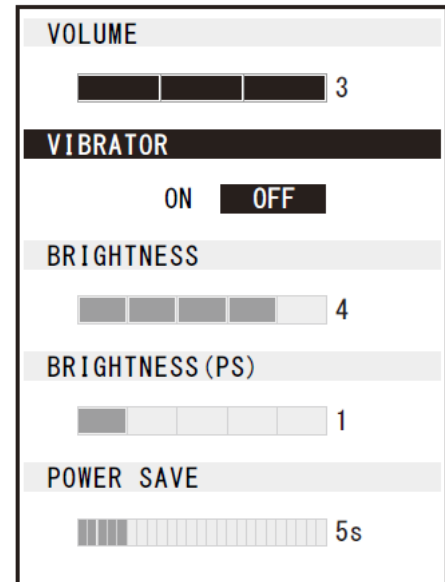 VOLUME
3
VIBRATOR
ON OFF
BRIGHTNESS
4
BRIGHTNESS(PS)
1
POWER SAVE
5s